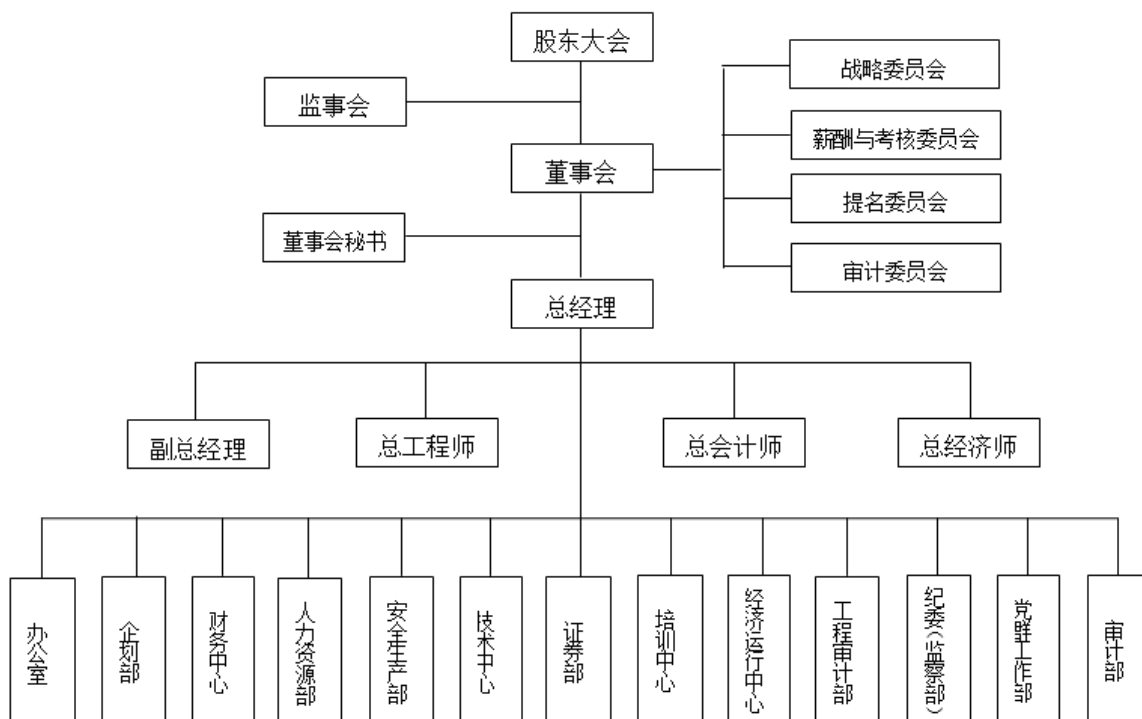 股东大会
战略委员会
监事会
薪酬与考核委员会
董事会
提名委员会
董事会秘书
审计委员会
总经理
副总经理
总工程师
总会计师
总经济师
办公室
企划部
财务中心
人力资源部
安全生产部
技术中心
证券部
培训中心
经济运行中心
工程审计部
纪委(监察部)
党群工作部
审计部